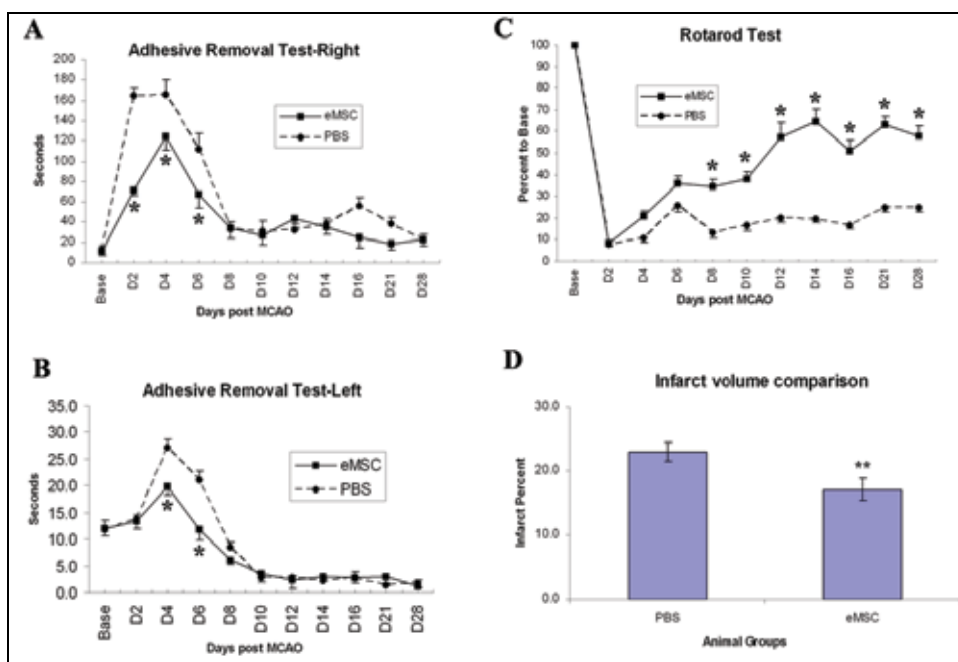 A
Adhesive Removal Test-Right
200
180
160
140
120
100
80
60
40
20
0
Seconds
eMSC
PBS
*
*
*
Base D2 D4 D6 D8 D10 D12 D14 D16 D21 D28
Days post MCAO
B
Adhesive Removal Test-Left
35.0
30.0
25.0
20.0
15.0
10.0
5.0
0.0
Seconds
eMSC
PBS
*
*
Base D2 D4 D6 D8 D10 D12 D14 D16 D21 D28
Days post MCAO
C
Rotarod Test
100
90
80
70
60
50
40
30
20
10
0
Percent to Base
eMSC
PBS
* * * * * * *
Base D2 D4 D6 D8 D10 D12 D14 D16 D21 D28
Days post MCAO
D
Infarct volume comparison
30.0
20.0
10.0
0.0
Infarct Percent
**
PBS eMSC
Animal Groups